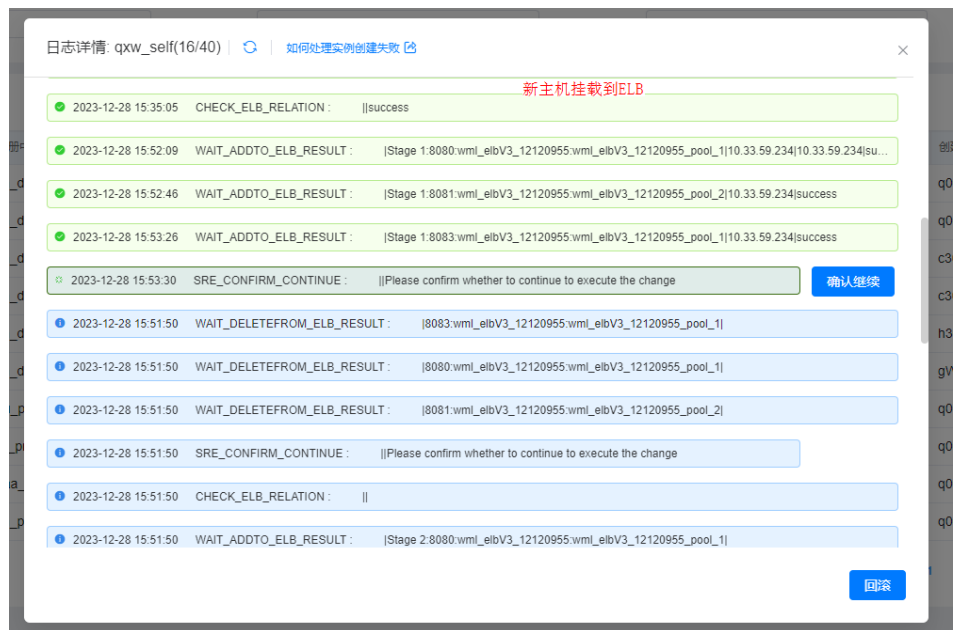 日志详情: qxw_self(16/40) 如何处理实例创建失败
新主机挂载到ELB
2023-12-28 15:35:05 CHECK_ELB_RELATION : ||success
2023-12-28 15:52:09 WAIT_ADDTO_ELB_RESULT : |Stage 1:8080:wml_elbV3_12120955:wml_elbV3_12120955_pool_1|10.33.59.234|10.33.59.234|su...
2023-12-28 15:52:46 WAIT_ADDTO_ELB_RESULT : |Stage 1:8081:wml_elbV3_12120955:wml_elbV3_12120955_pool_2|10.33.59.234|success
2023-12-28 15:53:26 WAIT_ADDTO_ELB_RESULT : |Stage 1:8083:wml_elbV3_12120955:wml_elbV3_12120955_pool_1|10.33.59.234|success
2023-12-28 15:53:30 SRE_CONFIRM_CONTINUE : ||Please confirm whether to continue to execute the change 确认继续
2023-12-28 15:51:50 WAIT_DELETEFROM_ELB_RESULT : |8083:wml_elbV3_12120955:wml_elbV3_12120955_pool_1|
2023-12-28 15:51:50 WAIT_DELETEFROM_ELB_RESULT : |8080:wml_elbV3_12120955:wml_elbV3_12120955_pool_1|
2023-12-28 15:51:50 WAIT_DELETEFROM_ELB_RESULT : |8081:wml_elbV3_12120955:wml_elbV3_12120955_pool_2|
2023-12-28 15:51:50 SRE_CONFIRM_CONTINUE : ||Please confirm whether to continue to execute the change
2023-12-28 15:51:50 CHECK_ELB_RELATION : ||
2023-12-28 15:51:50 WAIT_ADDTO_ELB_RESULT : |Stage 2:8080:wml_elbV3_12120955:wml_elbV3_12120955_pool_1|
回滚